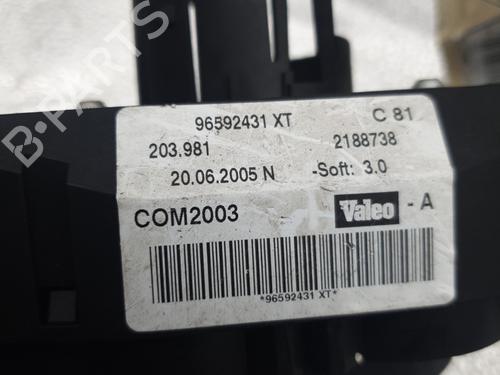 96592431 XT C 81
203.981 2188738
20.06.2005 N -Soft: 3.0
COM2003 Valeo - A
*96592431 XT*
B-PARTS